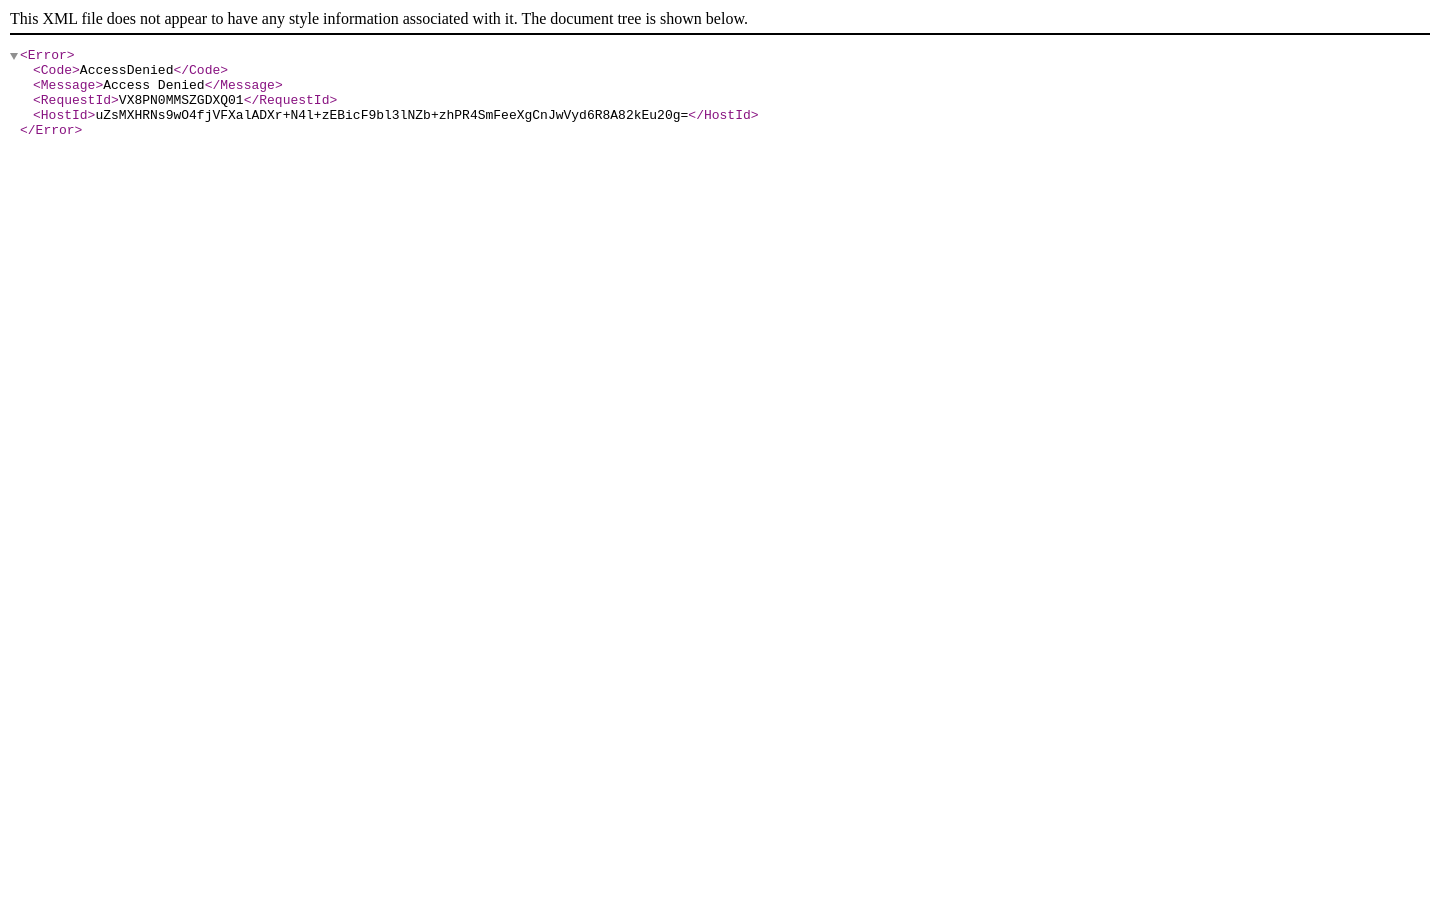 This XML file does not appear to have any style information associated with it. The document tree is shown below.
<Error>
<Code>AccessDenied</Code>
<Message>Access Denied</Message>
<RequestId>VX8PN0MMSZGDXQ01</RequestId>
<HostId>uZsMXHRNs9wO4fjVFXalADXr+N4l+zEBicF9bl3lNZb+zhPR4SmFeeXgCnJwVyd6R8A82kEu20g=</HostId>
</Error>